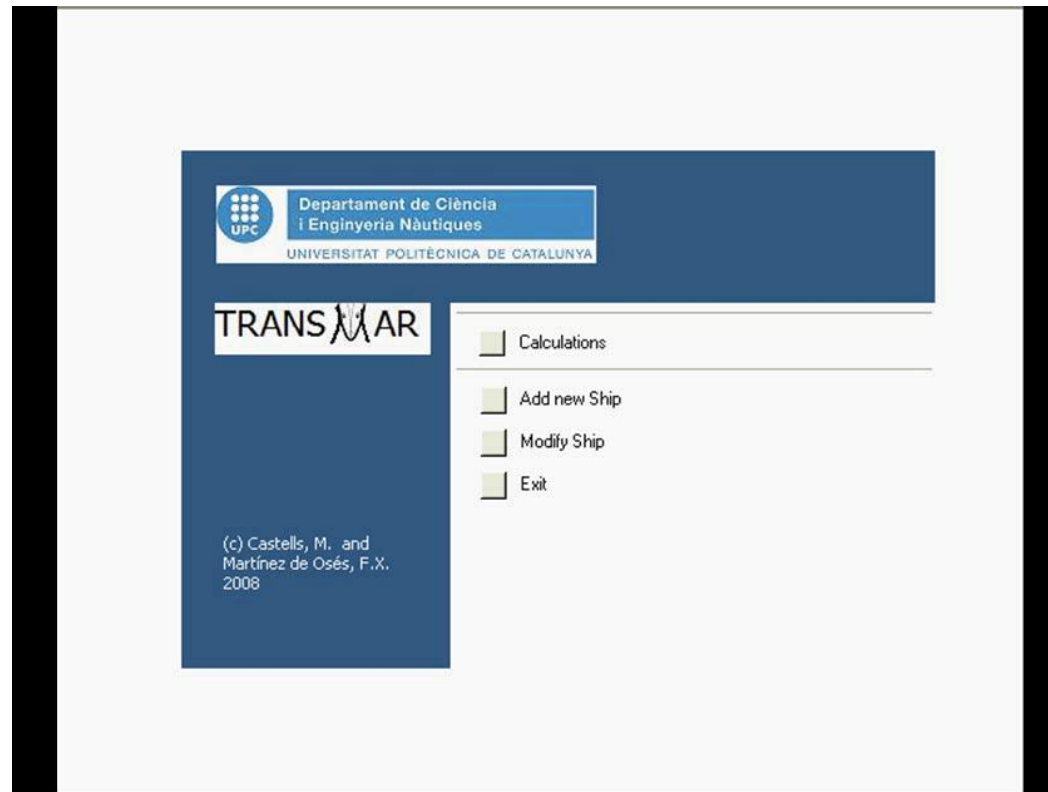 Departament de Ciència
i Enginyeria Nàutiques
UPC
UNIVERSITAT POLITÈCNICA DE CATALUNYA
TRANSMAR
Calculations
Add new Ship
Modify Ship
Exit
(c) Castells, M. and
Martínez de Osés, F.X.
2008